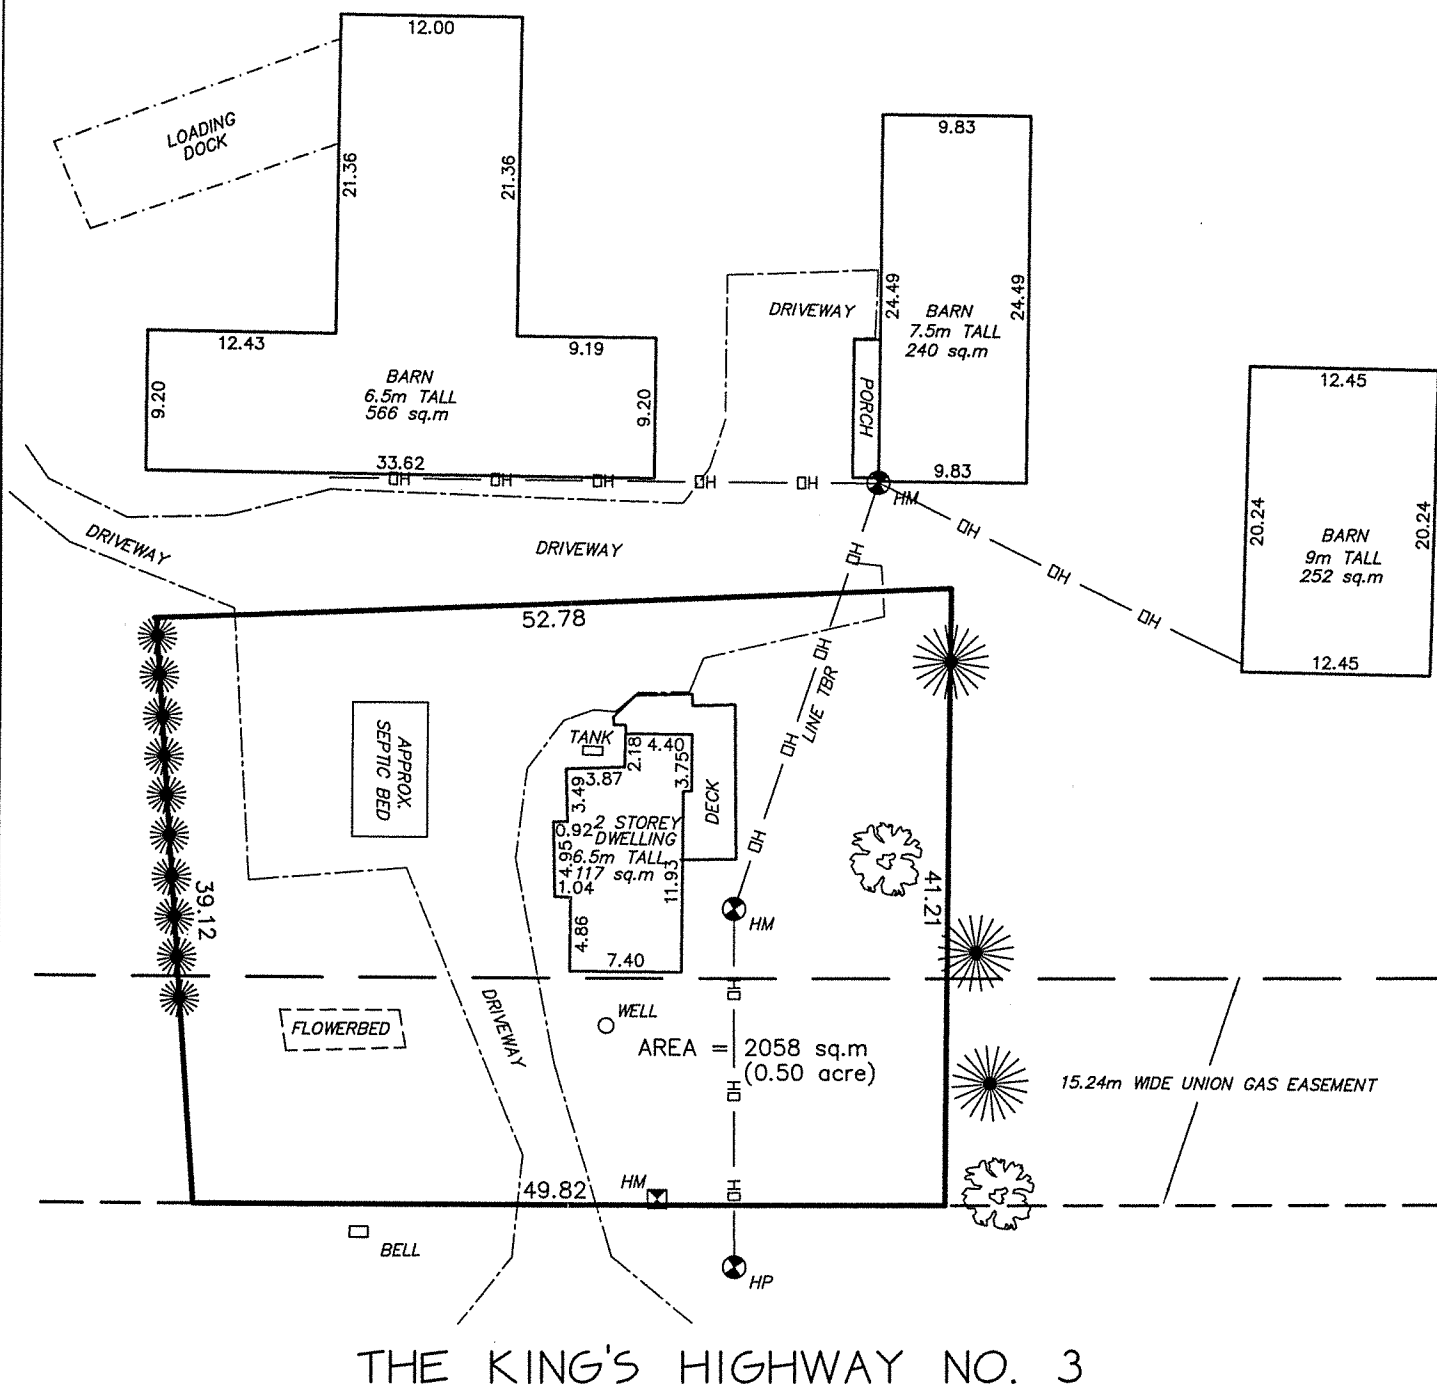 12.00
LOADING
DOCK
21.36
21.36
9.83
24.49
24.49
DRIVEWAY
BARN
7.5m TALL
240 sq.m
PORCH
9.83
12.43
9.19
9.20
BARN
6.5m TALL
566 sq.m
9.20
33.62
OH
OH
OH
OH
OH
HM
12.45
20.24
BARN
9m TALL
252 sq.m
20.24
12.45
OH
OH
OH
DRIVEWAY
DRIVEWAY
OH
52.78
OH
LINE TBR
OH
OH
APPROX.
SEPTIC BED
TANK
2.18
4.40
3.75
3.87
3.49
DECK
0.92
2 STOREY
DWELLING
6.5m TALL
117 sq.m
4.95
1.04
11.93
4.86
7.40
39.12
41.21
HM
OH
DRIVEWAY
FLOWERBED
WELL
AREA = 2058 sq.m
(0.50 acre)
OH
15.24m WIDE UNION GAS EASEMENT
HM
OH
49.82
BELL
HP
THE KING'S HIGHWAY NO. 3